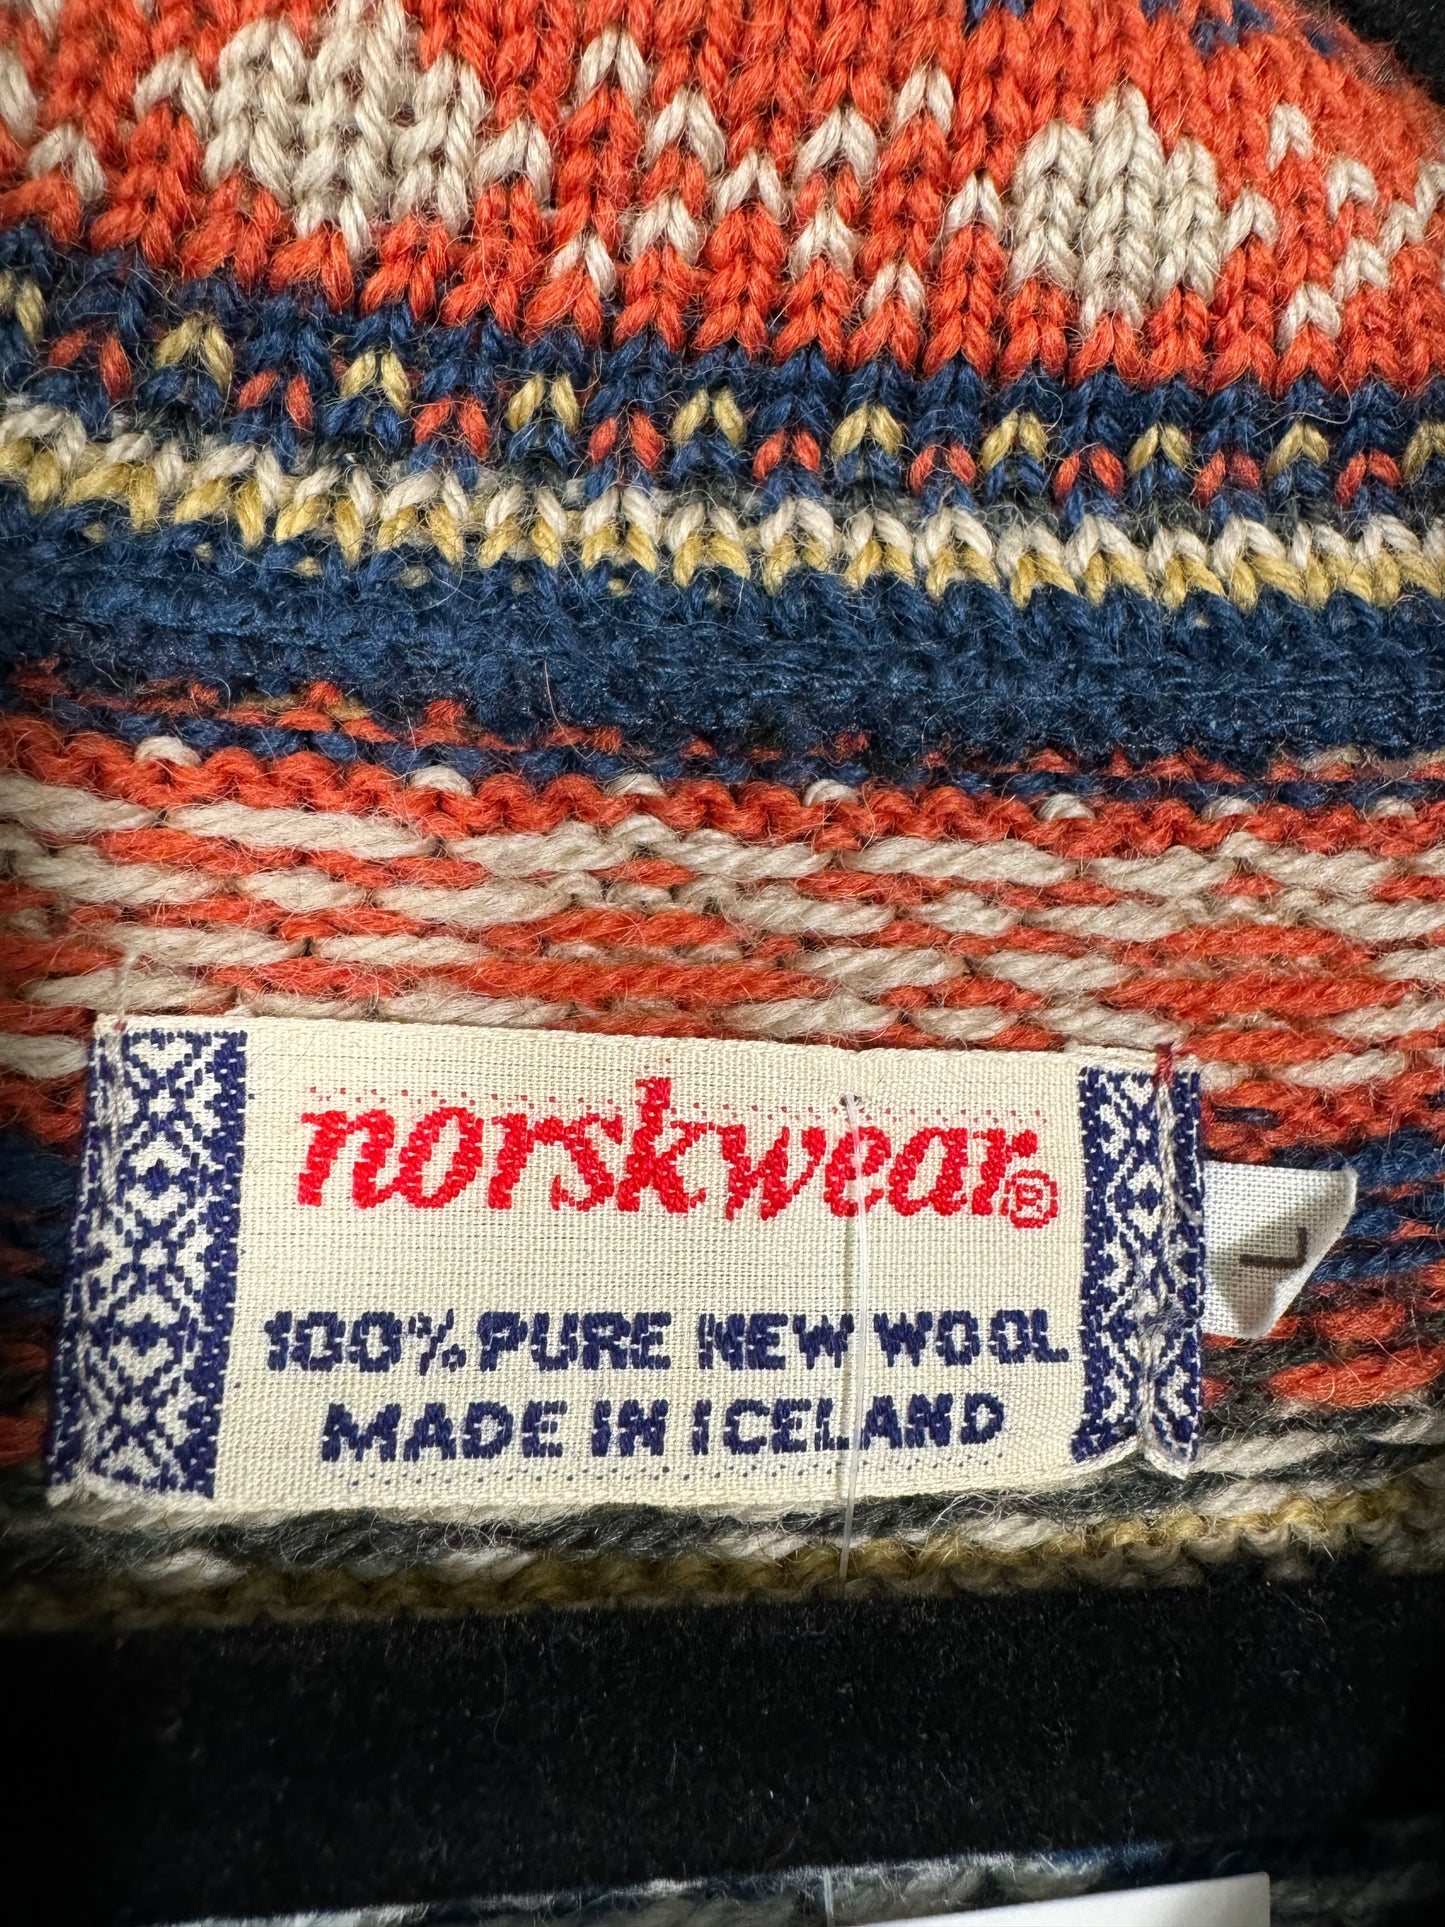 norskwear®
100% PURE NEW WOOL
MADE IN ICELAND
L